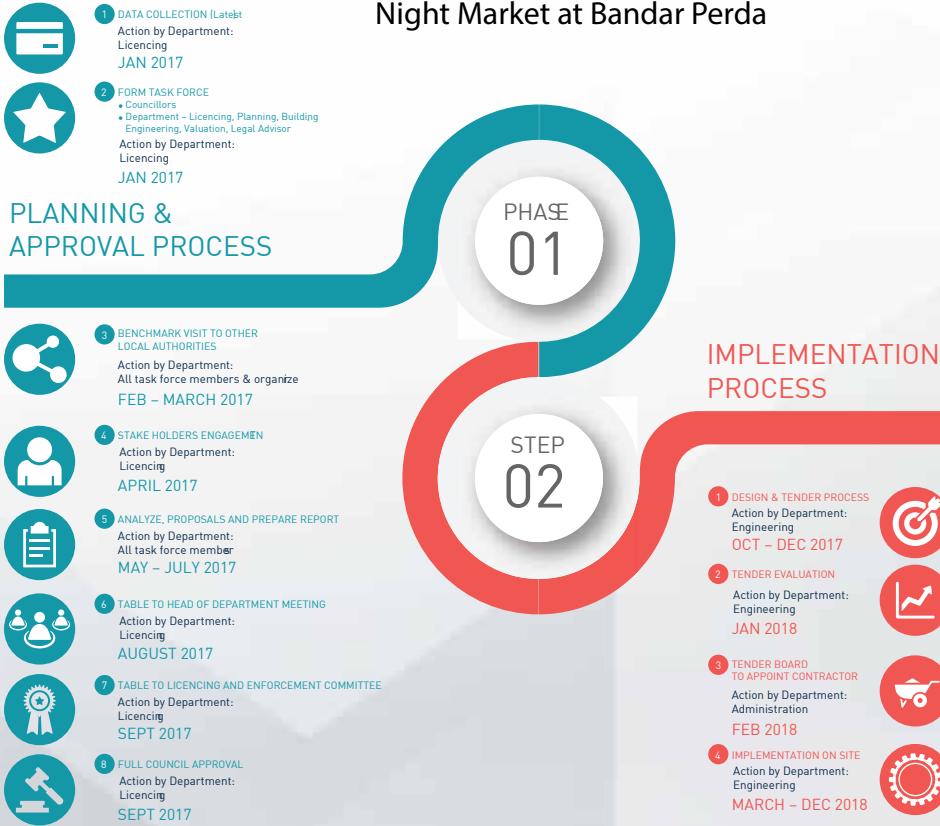 Night Market at Bandar Perda
1 DATA COLLECTION (Latest
Action by Department:
Licencing
JAN 2017
2 FORM TASK FORCE
• Councillors
• Department – Licencing, Planning, Building
Engineering, Valuation, Legal Advisor
Action by Department:
Licencing
JAN 2017
PLANNING &
APPROVAL PROCESS
PHASE
01
3 BENCHMARK VISIT TO OTHER
LOCAL AUTHORITIES
Action by Department:
All task force members & organize
FEB – MARCH 2017
4 STAKE HOLDERS ENGAGEMEN
Action by Department:
Licencing
APRIL 2017
5 ANALYZE, PROPOSALS AND PREPARE REPORT
Action by Department:
All task force member
MAY – JULY 2017
6 TABLE TO HEAD OF DEPARTMENT MEETING
Action by Department:
Licencing
AUGUST 2017
7 TABLE TO LICENCING AND ENFORCEMENT COMMITTEE
Action by Department:
Licencing
SEPT 2017
8 FULL COUNCIL APPROVAL
Action by Department:
Licencing
SEPT 2017
STEP
02
IMPLEMENTATION
PROCESS
1 DESIGN & TENDER PROCESS
Action by Department:
Engineering
OCT – DEC 2017
2 TENDER EVALUATION
Action by Department:
Engineering
JAN 2018
3 TENDER BOARD
TO APPOINT CONTRACTOR
Action by Department:
Administration
FEB 2018
4 IMPLEMENTATION ON SITE
Action by Department:
Engineering
MARCH – DEC 2018